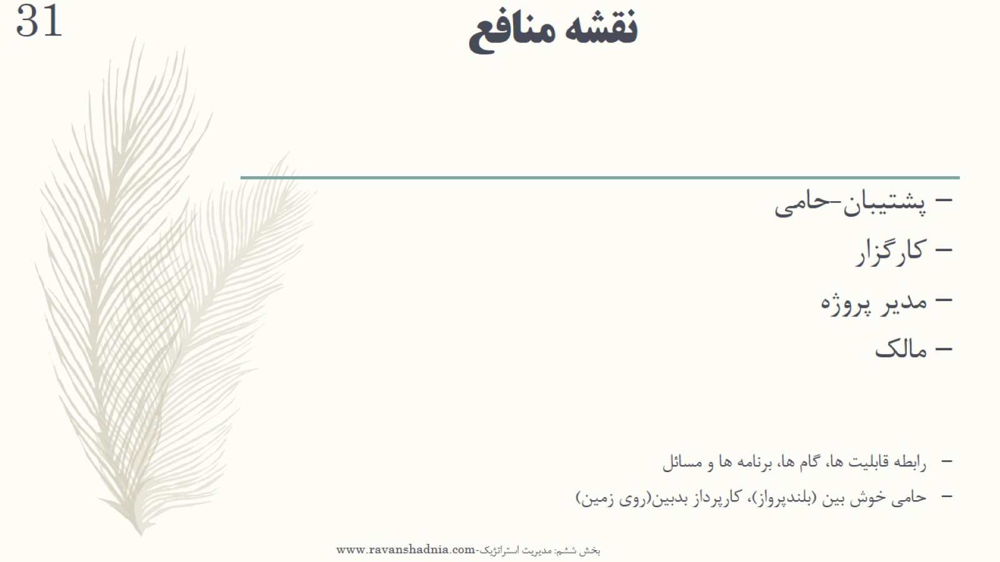 31
نقشه منافع
– پشتیبان-حامی
– کارگزار
– مدیر پروژه
– مالک
– رابطه قابلیت ها، گام ها، برنامه ها و مسائل
– حامی خوش بین (بلندپرواز)، کارپرداز بدبین(روی زمین)
بخش ششم: مدیریت استراتژیک-www.ravanshadnia.com